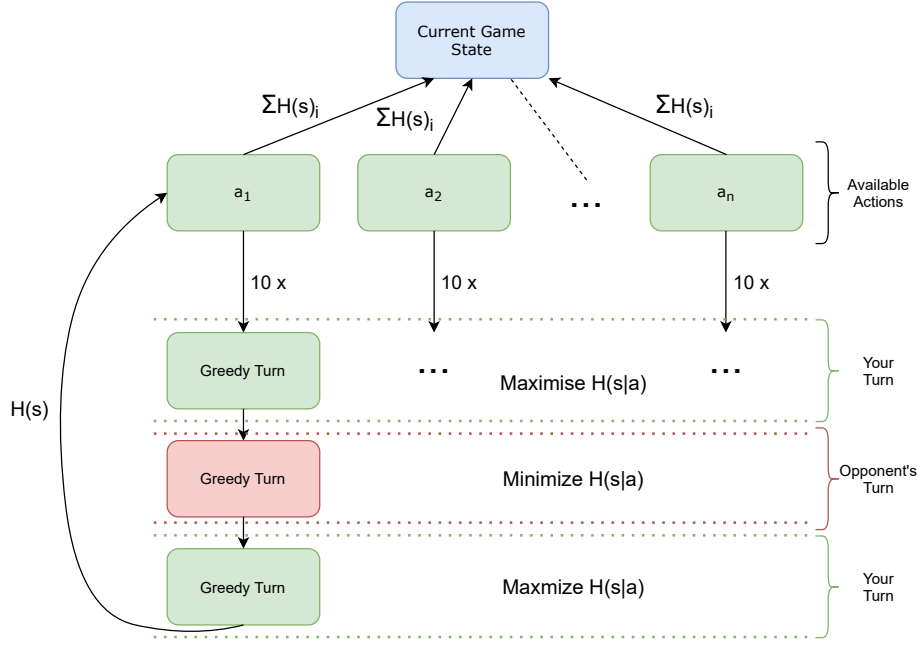 Current Game
State
ΣH(s)i
ΣH(s)i
ΣH(s)i
a1
a2
...
an
Available
Actions
10 x
10 x
10 x
Greedy Turn
...
...
Maximise H(s|a)
Your
Turn
H(s)
Greedy Turn
Minimize H(s|a)
Opponent's
Turn
Greedy Turn
Maxmize H(s|a)
Your
Turn